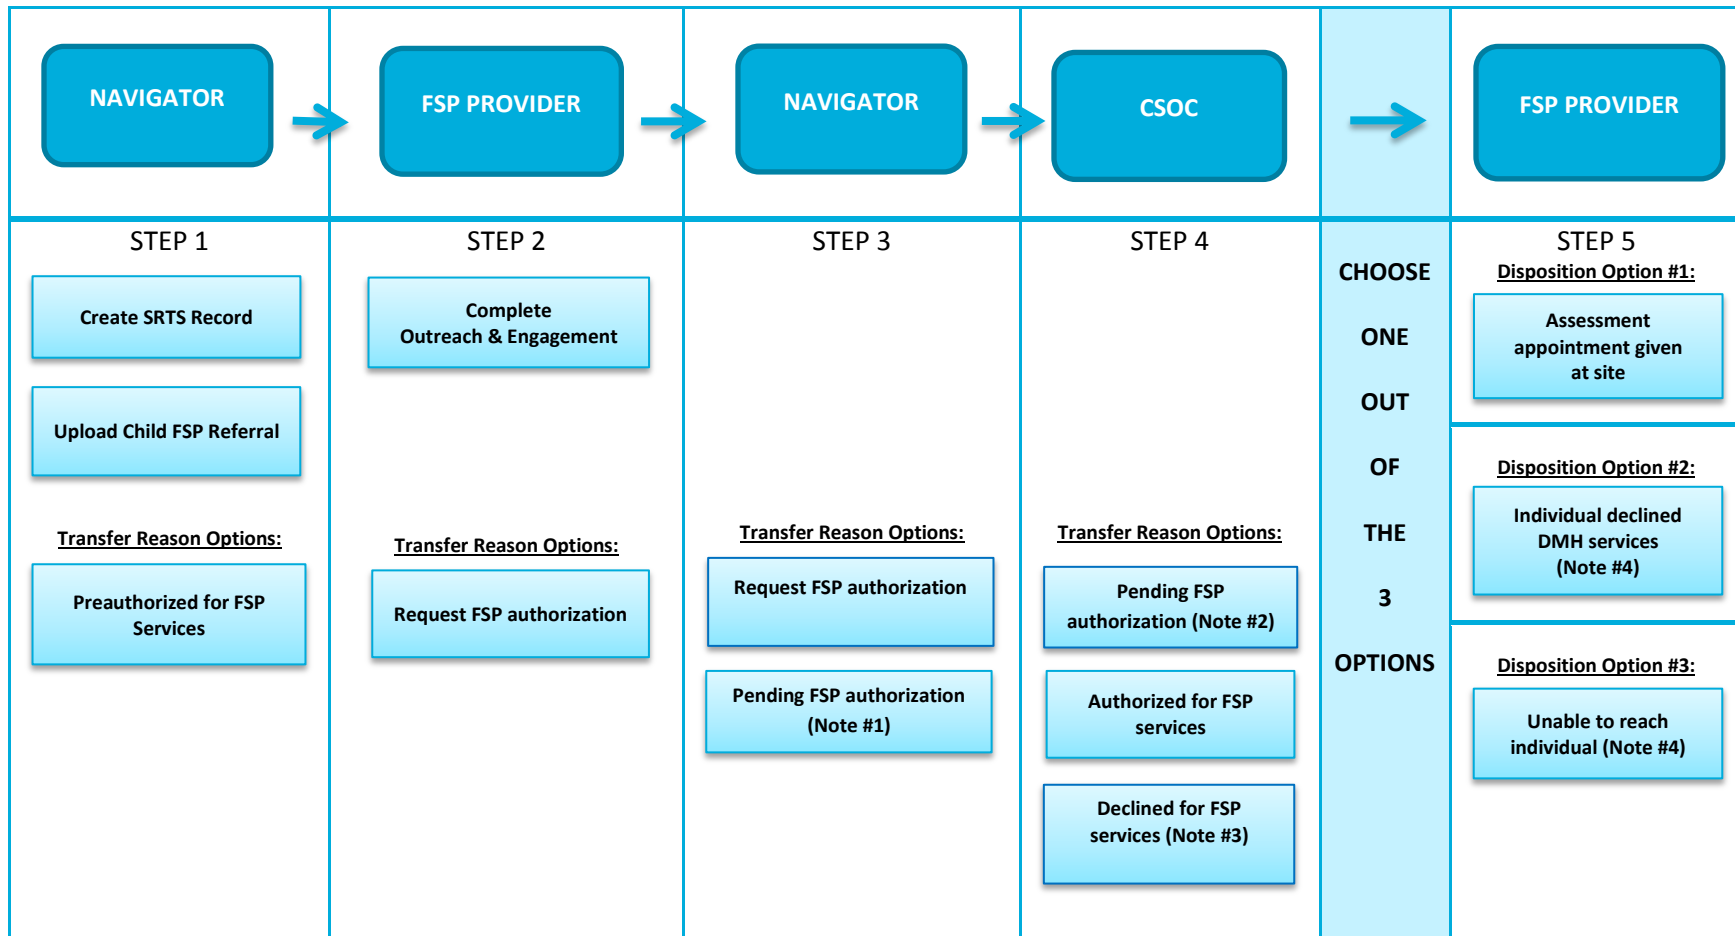 NAVIGATOR
FSP PROVIDER
NAVIGATOR
CSOC
FSP PROVIDER
STEP 1
Create SRTS Record
Upload Child FSP Referral
Transfer Reason Options:
Preauthorized for FSP
Services
STEP 2
Complete
Outreach & Engagement
Transfer Reason Options:
Request FSP authorization
STEP 3
Transfer Reason Options:
Request FSP authorization
Pending FSP authorization
(Note #1)
STEP 4
Transfer Reason Options:
Pending FSP
authorization (Note #2)
Authorized for FSP
services
Declined for FSP
services (Note #3)
CHOOSE
ONE
OUT
OF
THE
3
OPTIONS
STEP 5
Disposition Option #1:
Assessment
appointment given
at site
Disposition Option #2:
Individual declined
DMH services
(Note #4)
Disposition Option #3:
Unable to reach
individual (Note #4)